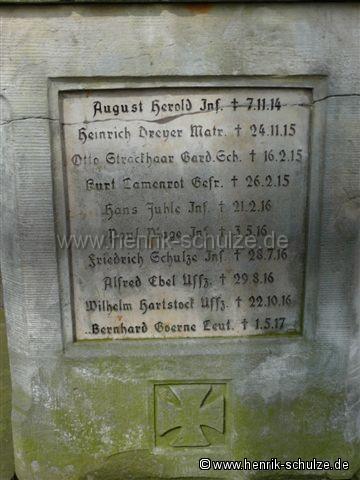 August Herold Inf. † 7.11.14
Heinrich Dreyer Matr. † 24.11.15
Otto Strackhaar Gard.Sch. † 16.2.15
Kurt Tamenrot Gefr. † 26.2.15
Hans Juhle Inf. † 21.2.16
Inf. † 3.5.16
www.henrik-schulze.de
Friedrich Schulze Inf. † 28.7.16
Alfred Ebel Uffz. † 29.8.16
Wilhelm Hartstock Uffz. † 22.10.16
Bernhard Goerne Leut. † 1.5.17
© www.henrik-schulze.de